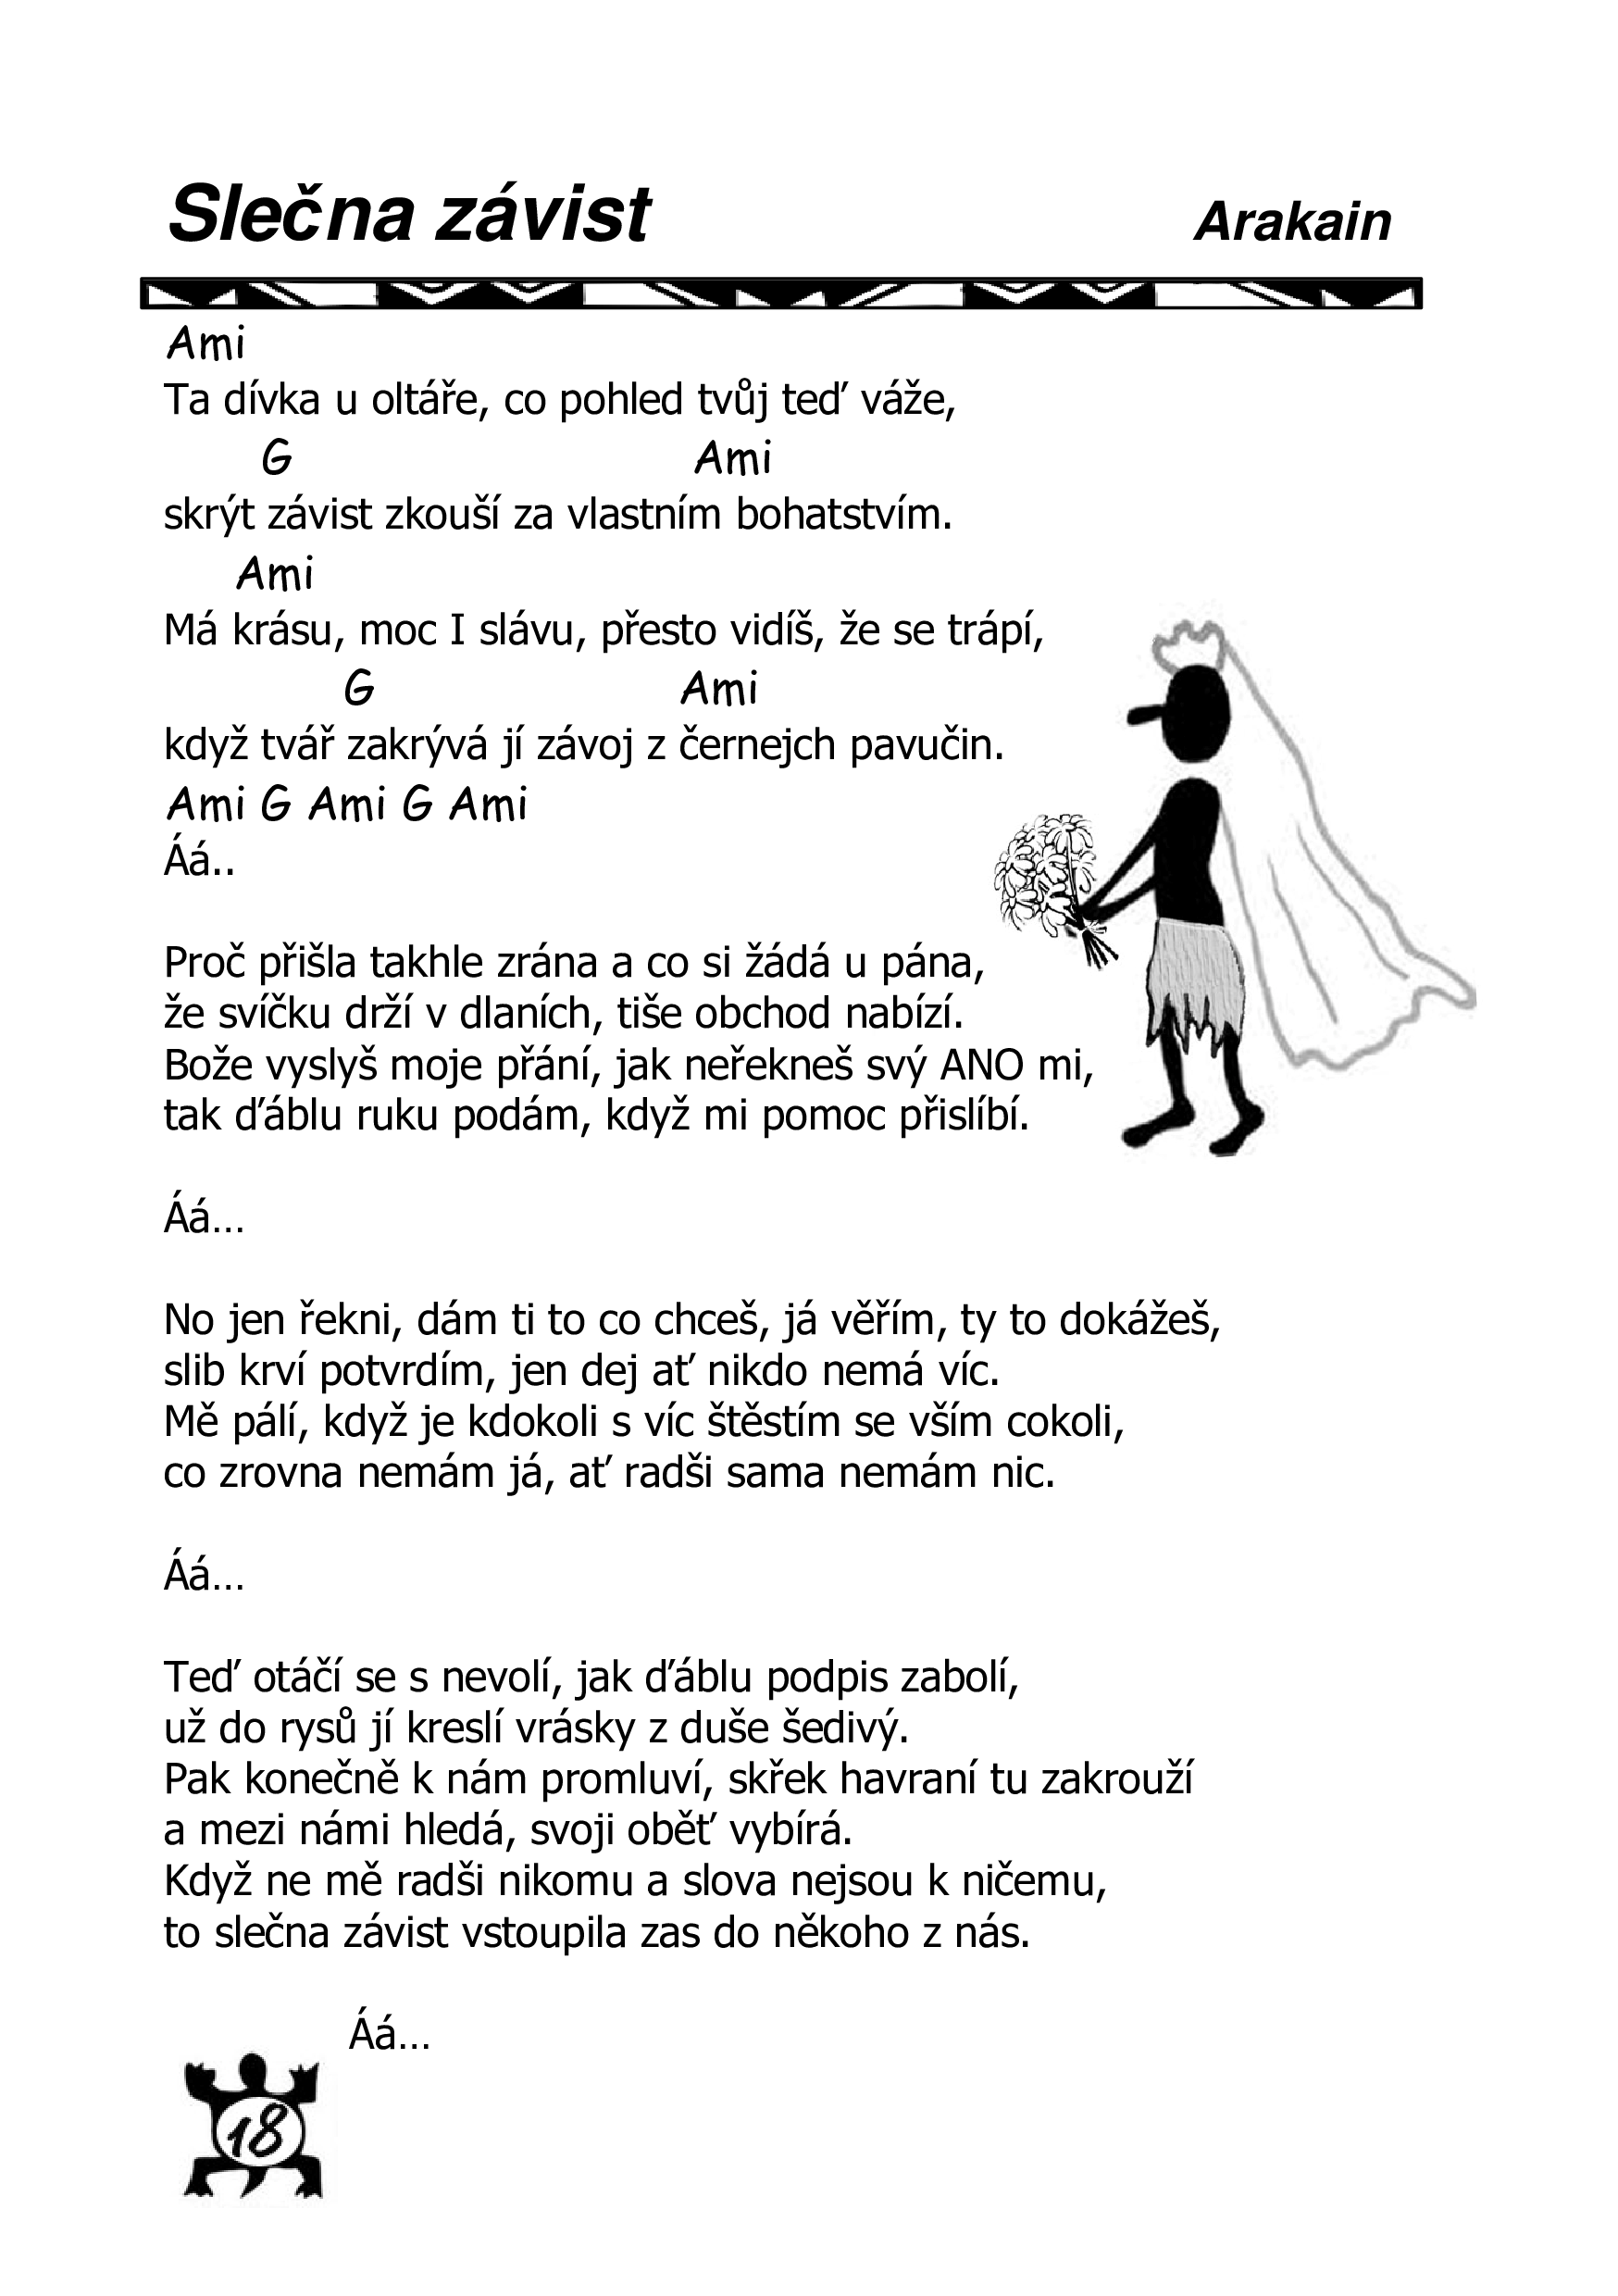 Slečna závist
Arakain
Ami
Ta dívka u oltáře, co pohled tvůj teď váže,
G Ami
skrýt závist zkouší za vlastním bohatstvím.
Ami
Má krásu, moc I slávu, přesto vidíš, že se trápí,
G Ami
když tvář zakrývá jí závoj z černejch pavučin.
Ami G Ami G Ami
Áá..
Proč přišla takhle zrána a co si žádá u pána,
že svíčku drží v dlaních, tiše obchod nabízí.
Bože vyslyš moje přání, jak neřekneš svý ANO mi,
tak ďáblu ruku podám, když mi pomoc přislíbí.
Áá...
No jen řekni, dám ti to co chceš, já věřím, ty to dokážeš,
slib krví potvrdím, jen dej ať nikdo nemá víc.
Mě pálí, když je kdokoli s víc štěstím se vším cokoli,
co zrovna nemám já, ať radši sama nemám nic.
Áá...
Teď otáčí se s nevolí, jak ďáblu podpis zabolí,
už do rysů jí kreslí vrásky z duše šedivý.
Pak konečně k nám promluví, skřek havraní tu zakrouží
a mezi námi hledá, svoji oběť vybírá.
Když ne mě radši nikomu a slova nejsou k ničemu,
to slečna závist vstoupila zas do někoho z nás.
Áá...
18